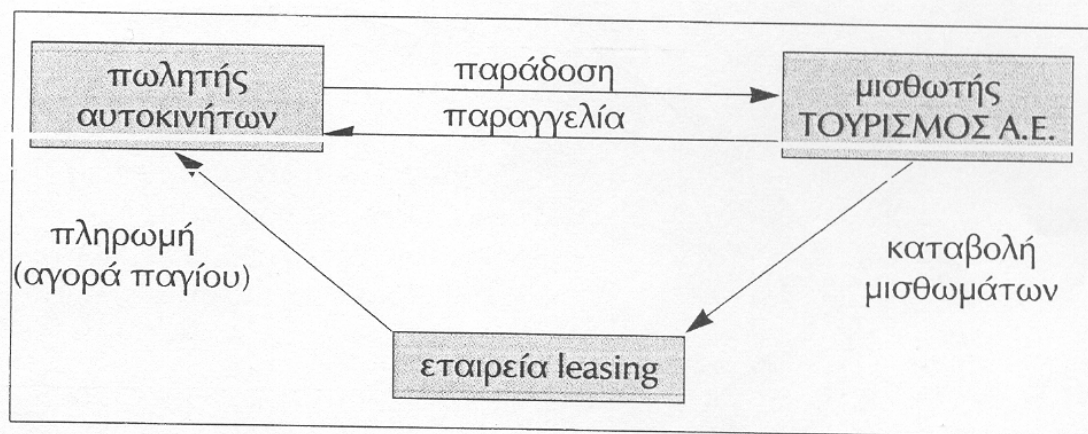 πωλητής
αυτοκινήτων
παράδοση
παραγγελία
μισθωτής
ΤΟΥΡΙΣΜΟΣ Α.Ε.
πληρωμή
(αγορά παγίου)
καταβολή
μισθωμάτων
εταιρεία leasing